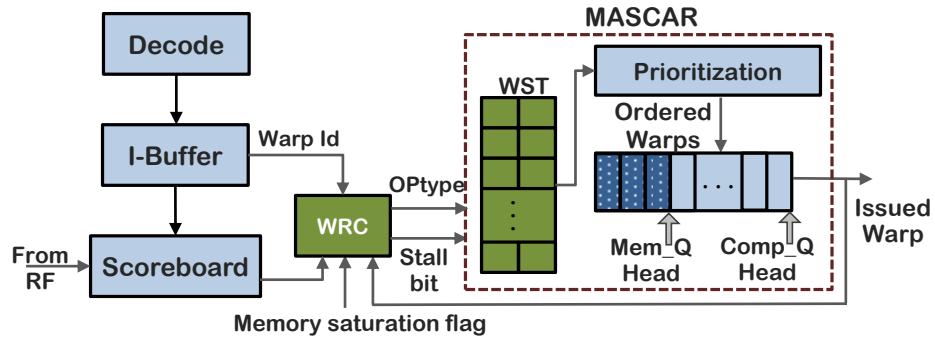 MASCAR
Decode
Prioritization
WST
Ordered
Warps
I-Buffer
Warp Id
OPtype
. . .
WRC
Issued
Warp
Stall
bit
Mem_Q
Head
Comp_Q
Head
From
RF
Scoreboard
Memory saturation flag